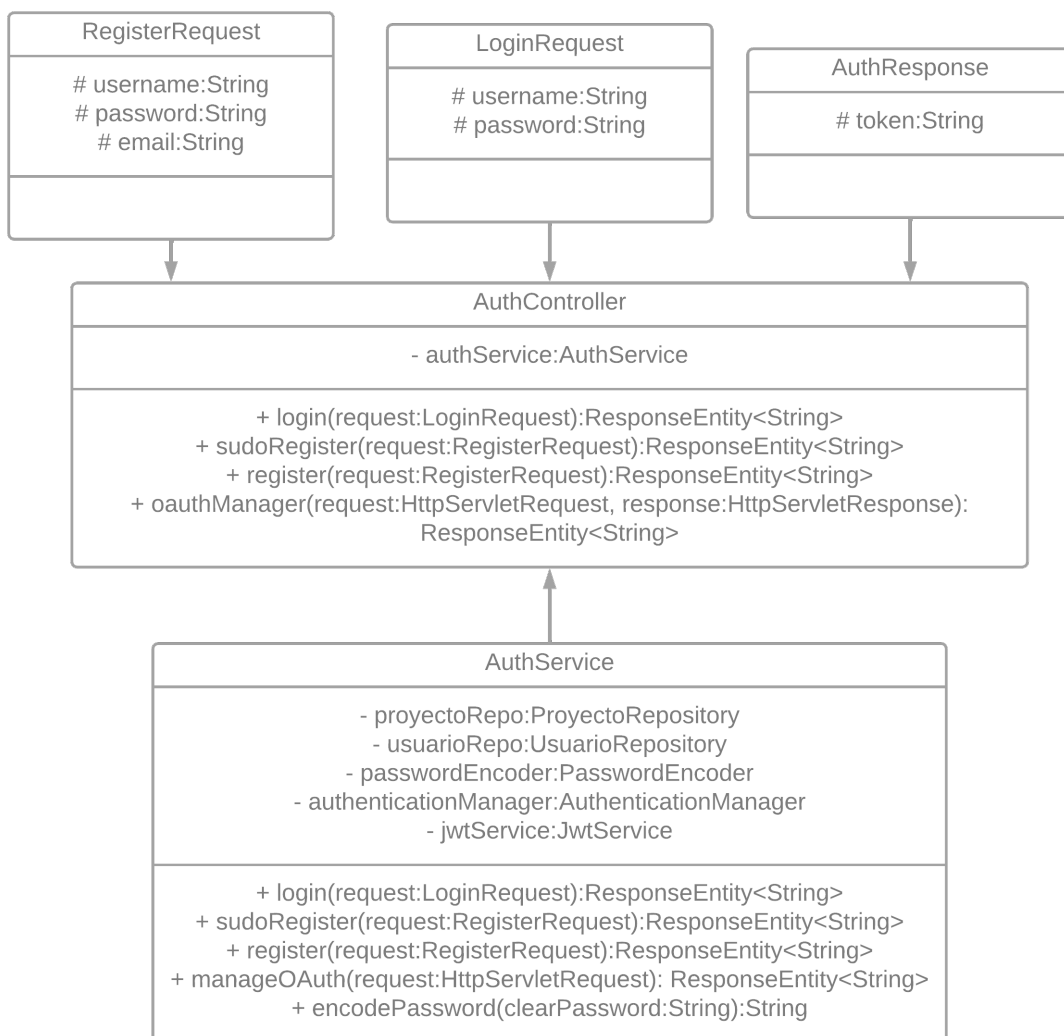 RegisterRequest
# username:String
# password:String
# email:String
LoginRequest
# username:String
# password:String
AuthResponse
# token:String
AuthController
- authService:AuthService
+ login(request:LoginRequest):ResponseEntity<String>
+ sudoRegister(request:RegisterRequest):ResponseEntity<String>
+ register(request:RegisterRequest):ResponseEntity<String>
+ oauthManager(request:HttpServletRequest, response:HttpServletResponse):
ResponseEntity<String>
AuthService
- proyectoRepo:ProyectoRepository
- usuarioRepo:UsuarioRepository
- passwordEncoder:PasswordEncoder
- authenticationManager:AuthenticationManager
- jwtService:JwtService
+ login(request:LoginRequest):ResponseEntity<String>
+ sudoRegister(request:RegisterRequest):ResponseEntity<String>
+ register(request:RegisterRequest):ResponseEntity<String>
+ manageOAuth(request:HttpServletRequest): ResponseEntity<String>
+ encodePassword(clearPassword:String):String